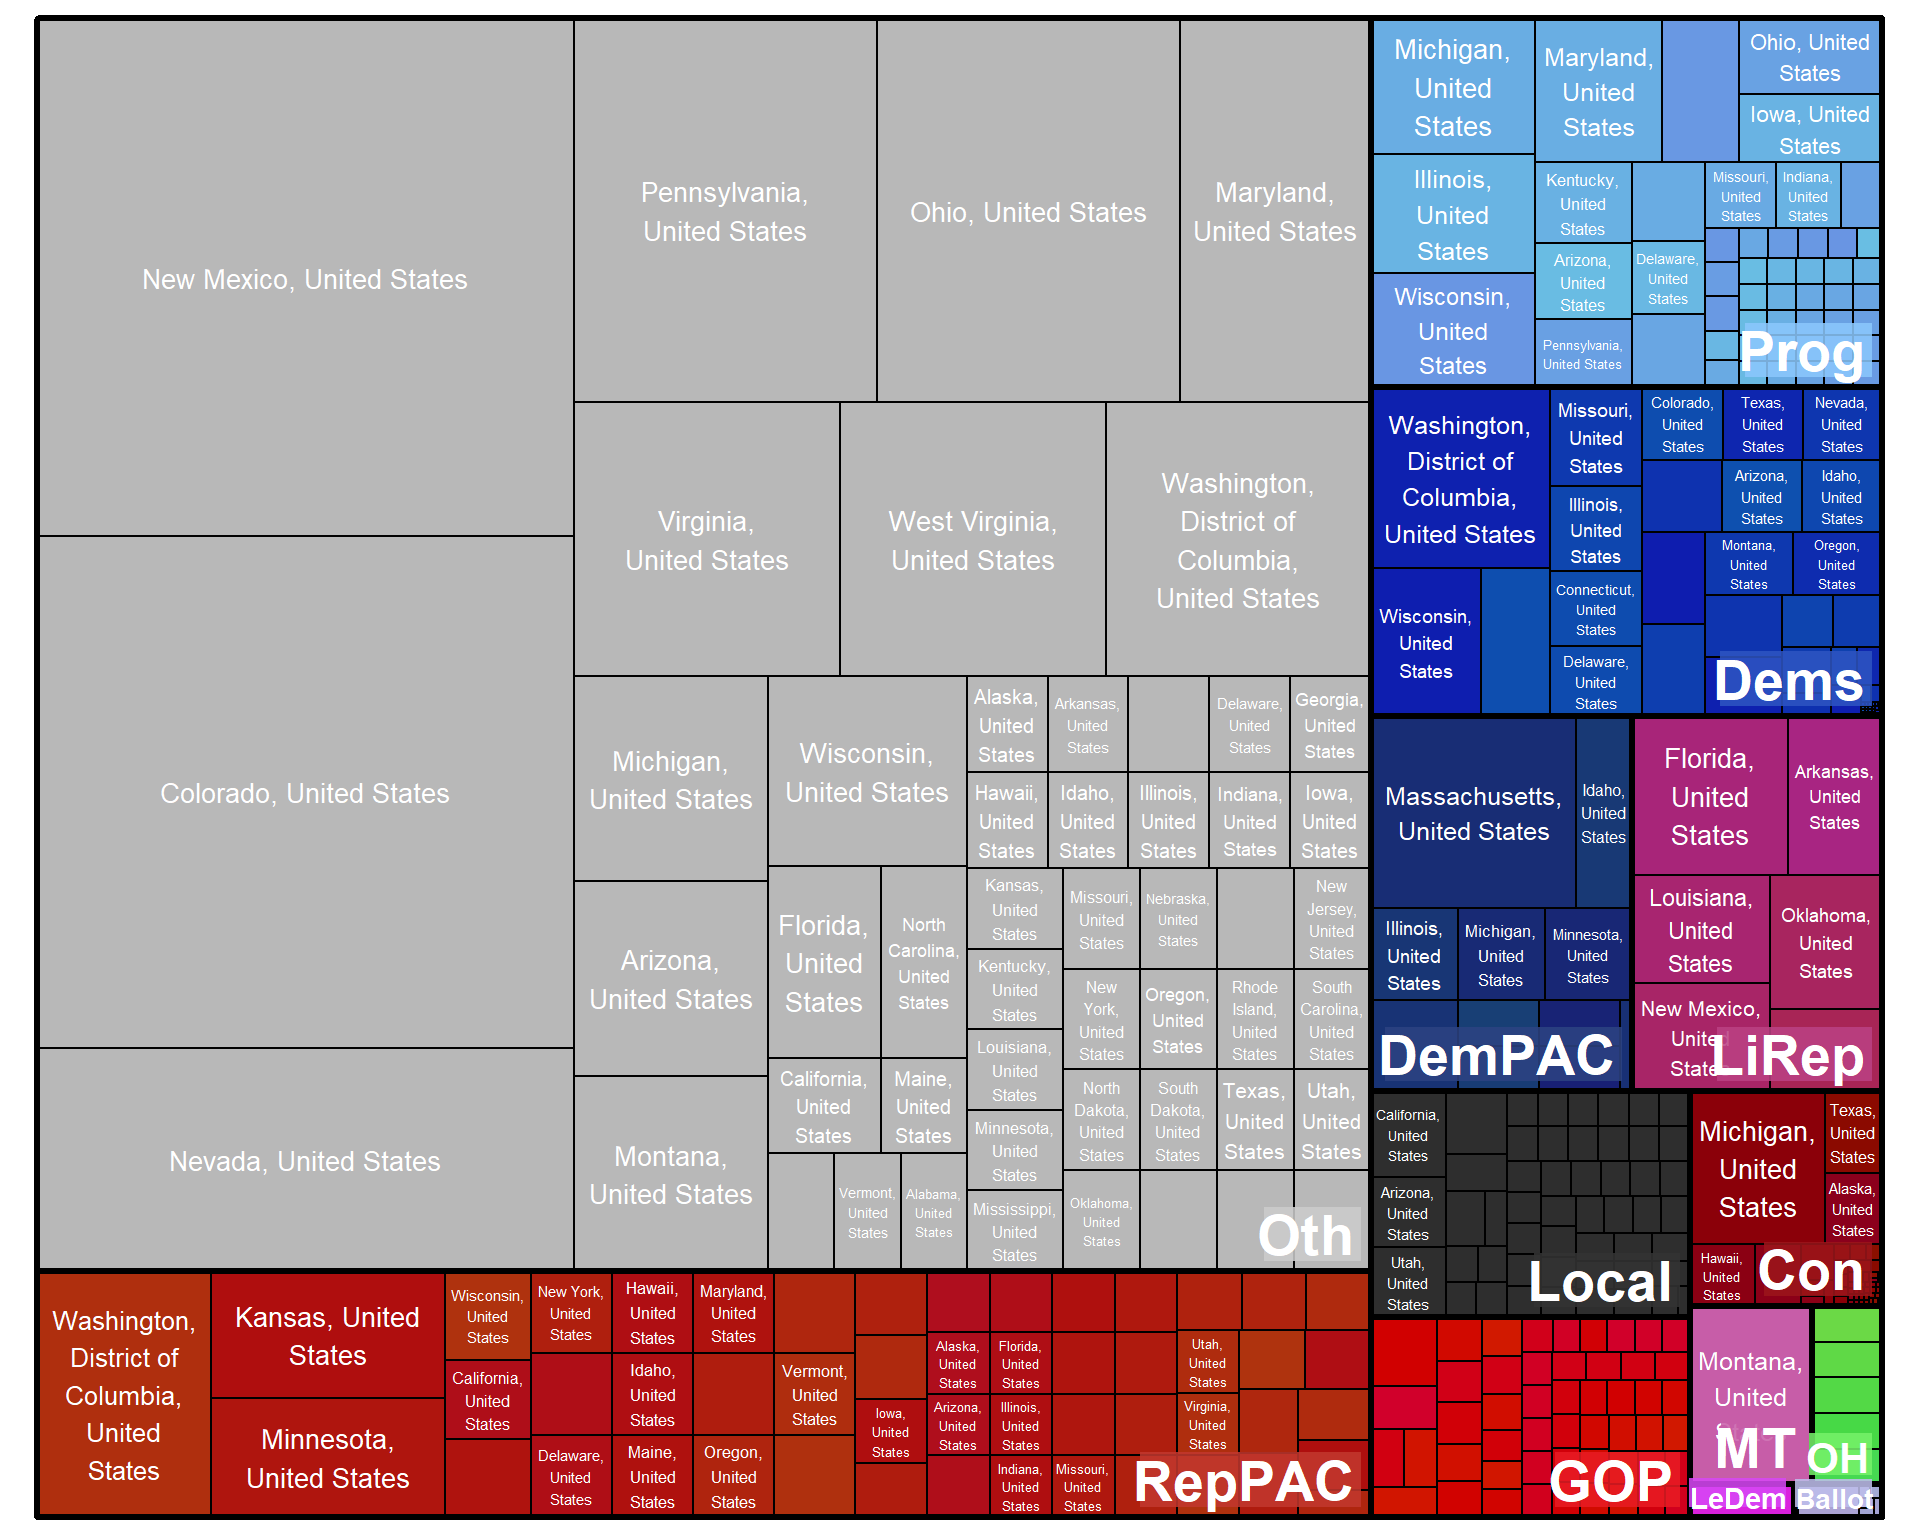 New Mexico, United States
Colorado, United States
Nevada, United States
Pennsylvania,
United States
Ohio, United States
Maryland,
United States
Virginia,
United States
West Virginia,
United States
Washington,
District of
Columbia,
United States
Michigan,
United States
Arizona,
United States
Montana,
United States
Wisconsin,
United States
Florida,
United
States
North
Carolina,
United
States
California,
United
States
Maine,
United
States
Vermont,
United
States
Alabama,
United
States
Alaska,
United
States
Arkansas,
United
States
Delaware,
United
States
Georgia,
United
States
Hawaii,
United
States
Idaho,
United
States
Illinois,
United
States
Indiana,
United
States
Iowa,
United
States
Kansas,
United
States
Kentucky,
United
States
Louisiana,
United
States
Minnesota,
United
States
Mississippi,
United
States
Missouri,
United
States
Nebraska,
United
States
New
Jersey,
United
States
New
York,
United
States
Oregon,
United
States
Rhode
Island,
United
States
South
Carolina,
United
States
North
Dakota,
United
States
South
Dakota,
United
States
Texas,
United
States
Utah,
United
States
Oklahoma,
United
States
Oth
Michigan,
United
States
Illinois,
United
States
Wisconsin,
United
States
Maryland,
United
States
Ohio, United
States
Iowa, United
States
Kentucky,
United
States
Arizona,
United
States
Pennsylvania,
United States
Delaware,
United
States
Missouri,
United
States
Indiana,
United
States
Prog
Washington,
District of
Columbia,
United States
Wisconsin,
United
States
Missouri,
United
States
Illinois,
United
States
Connecticut,
United
States
Delaware,
United
States
Colorado,
United
States
Texas,
United
States
Nevada,
United
States
Arizona,
United
States
Idaho,
United
States
Montana,
United
States
Oregon,
United
States
Dems
Massachusetts,
United States
Idaho,
United
States
Illinois,
United
States
Michigan,
United
States
Minnesota,
United
States
DemPAC
Florida,
United
States
Arkansas,
United
States
Louisiana,
United
States
Oklahoma,
United
States
New Mexico,
United
States
LiRep
California,
United
States
Arizona,
United
States
Utah,
United
States
Local
Michigan,
United
States
Texas,
United
States
Alaska,
United
States
Hawaii,
United
States
Con
Washington,
District of
Columbia,
United
States
Kansas, United
States
Minnesota,
United States
Wisconsin,
United
States
California,
United
States
New York,
United
States
Delaware,
United
States
Hawaii,
United
States
Idaho,
United
States
Maine,
United
States
Maryland,
United
States
Oregon,
United
States
Vermont,
United
States
Iowa,
United
States
Alaska,
United
States
Arizona,
United
States
Florida,
United
States
Illinois,
United
States
Indiana,
United
States
Missouri,
United
States
Utah,
United
States
Virginia,
United
States
RepPAC
GOP
Montana,
United
States
MT
OH
LeDem
Ballot